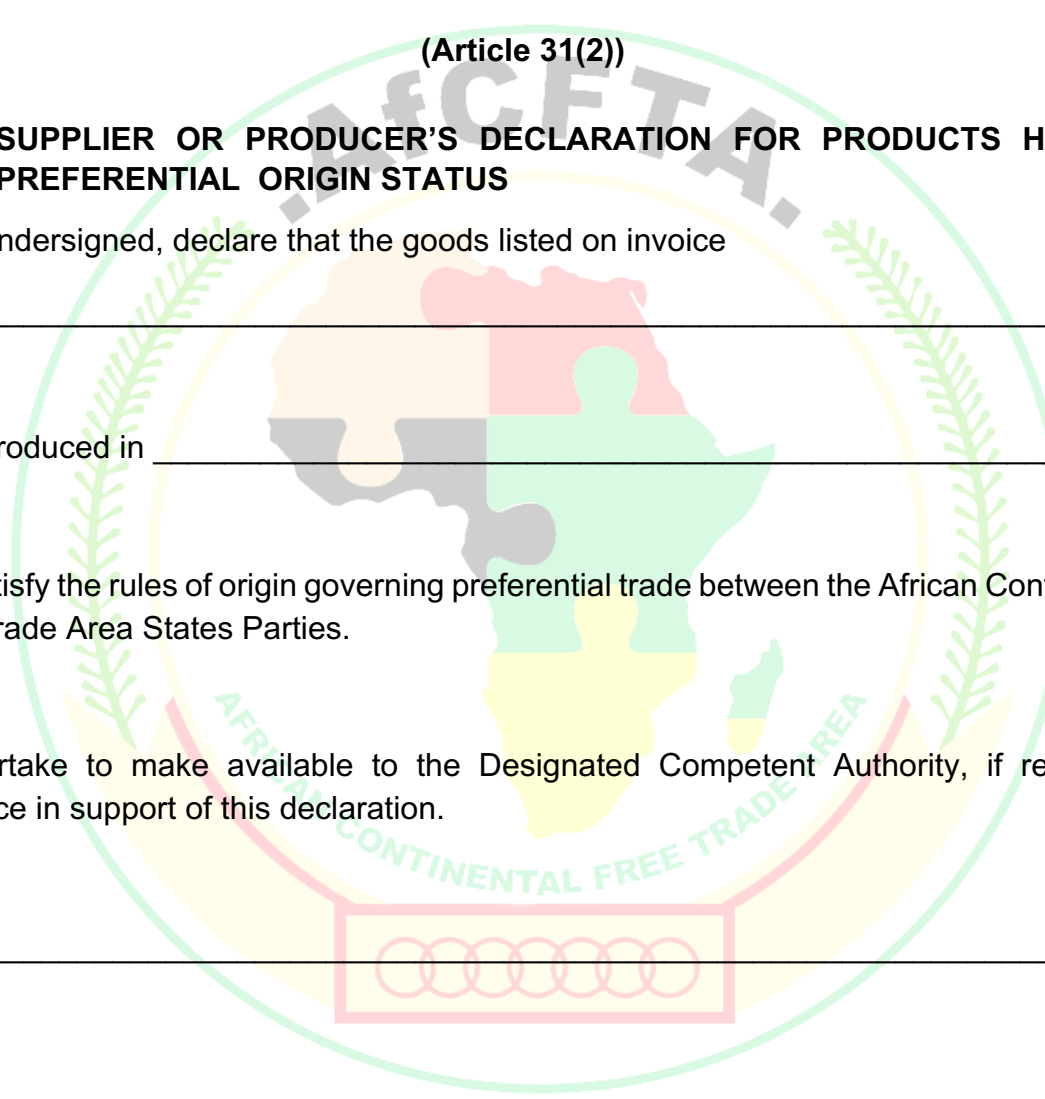 (Article 31(2))
.AfCFTA.
SUPPLIER OR PRODUCER’S DECLARATION FOR PRODUCTS H
PREFERENTIAL ORIGIN STATUS
ndersigned, declare that the goods listed on invoice
roduced in
tisfy the rules of origin governing preferential trade between the African Con
rade Area States Parties.
rtake to make available to the Designated Competent Authority, if re
ce in support of this declaration.
AFRICAN CONTINENTAL FREE TRADE AREA